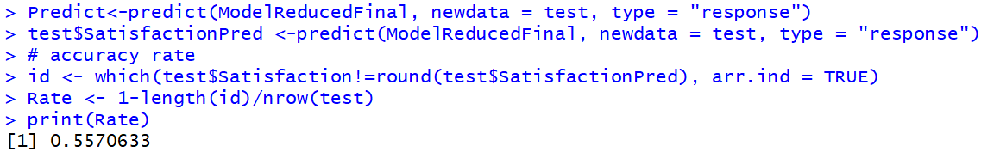 > Predict<-predict(ModelReducedFinal, newdata = test, type = "response")
> test$SatisfactionPred <-predict(ModelReducedFinal, newdata = test, type = "response")
> # accuracy rate
> id <- which(test$Satisfaction!=round(test$SatisfactionPred), arr.ind = TRUE)
> Rate <- 1-length(id)/nrow(test)
> print(Rate)
[1] 0.5570633